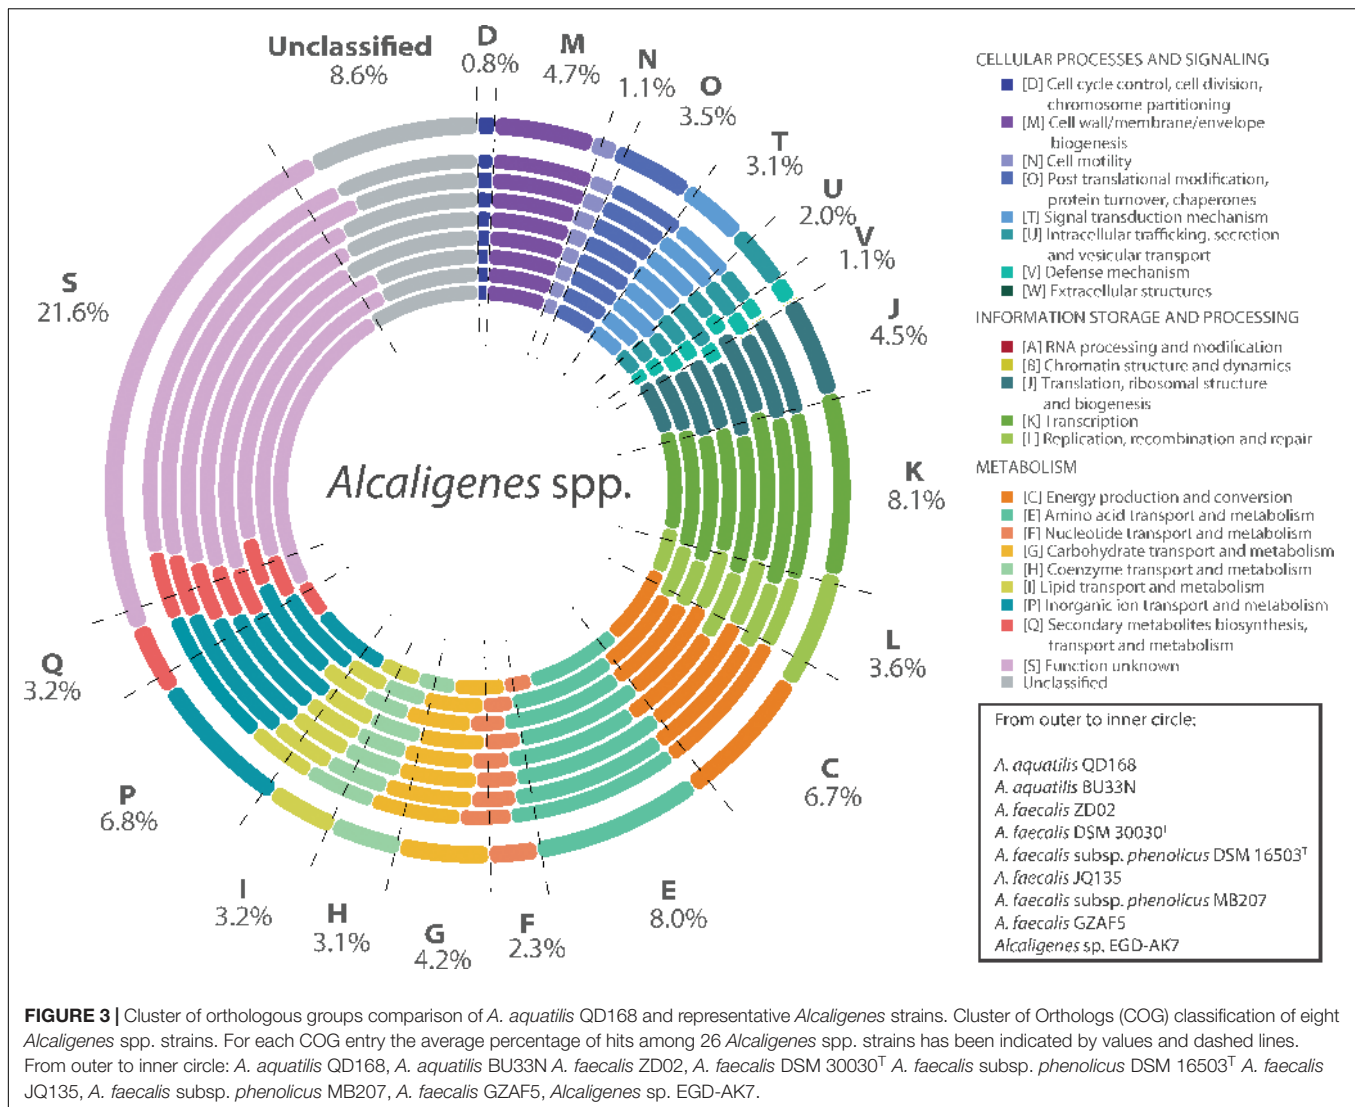 Unclassified
8.6%
D
0.8%
M
4.7%
N
1.1%
O
3.5%
T
3.1%
U
2.0%
V
1.1%
J
4.5%
K
8.1%
L
3.6%
C
6.7%
E
8.0%
F
2.3%
G
4.2%
H
3.1%
I
3.2%
P
6.8%
Q
3.2%
S
21.6%
Alcaligenes spp.
CELLULAR PROCESSES AND SIGNALING
[D] Cell cycle control, cell division,
chromosome partitioning
[M] Cell wall/membrane/envelope
biogenesis
[N] Cell motility
[O] Post translational modification,
protein turnover, chaperones
[T] Signal transduction mechanism
[U] Intracellular trafficking, secretion
and vesicular transport
[V] Defense mechanism
[W] Extracellular structures
INFORMATION STORAGE AND PROCESSING
[A] RNA processing and modification
[B] Chromatin structure and dynamics
[J] Translation, ribosomal structure
and biogenesis
[K] Transcription
[L] Replication, recombination and repair
METABOLISM
[C] Energy production and conversion
[E] Amino acid transport and metabolism
[F] Nucleotide transport and metabolism
[G] Carbohydrate transport and metabolism
[H] Coenzyme transport and metabolism
[I] Lipid transport and metabolism
[P] Inorganic ion transport and metabolism
[Q] Secondary metabolites biosynthesis,
transport and metabolism
[S] Function unknown
Unclassified
From outer to inner circle:
A. aquatilis QD168
A. aquatilis BU33N
A. faecalis ZD02
A. faecalis DSM 30030ᵀ
A. faecalis subsp. phenolicus DSM 16503ᵀ
A. faecalis JQ135
A. faecalis subsp. phenolicus MB207
A. faecalis GZAF5
Alcaligenes sp. EGD-AK7
FIGURE 3 | Cluster of orthologous groups comparison of A. aquatilis QD168 and representative Alcaligenes strains. Cluster of Orthologs (COG) classification of eight
Alcaligenes spp. strains. For each COG entry the average percentage of hits among 26 Alcaligenes spp. strains has been indicated by values and dashed lines.
From outer to inner circle: A. aquatilis QD168, A. aquatilis BU33N A. faecalis ZD02, A. faecalis DSM 30030ᵀ A. faecalis subsp. phenolicus DSM 16503ᵀ A. faecalis
JQ135, A. faecalis subsp. phenolicus MB207, A. faecalis GZAF5, Alcaligenes sp. EGD-AK7.